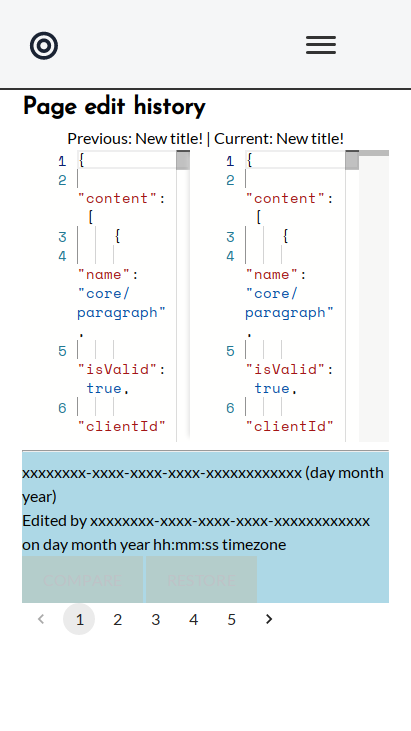 Page edit history
Previous: New title! | Current: New title!
1 {
2
"content":
[
3 {
4
"name":
"core/
paragraph"
,
5
"isValid":
true,
6
"clientId"
1 {
2
"content":
[
3 {
4
"name":
"core/
paragraph"
,
5
"isValid":
true,
6
"clientId"
xxxxxxxx-xxxx-xxxx-xxxx-xxxxxxxxxxxx (day month
year)
Edited by xxxxxxxx-xxxx-xxxx-xxxx-xxxxxxxxxxxx
on day month year hh:mm:ss timezone
COMPARE RESTORE
1 2 3 4 5